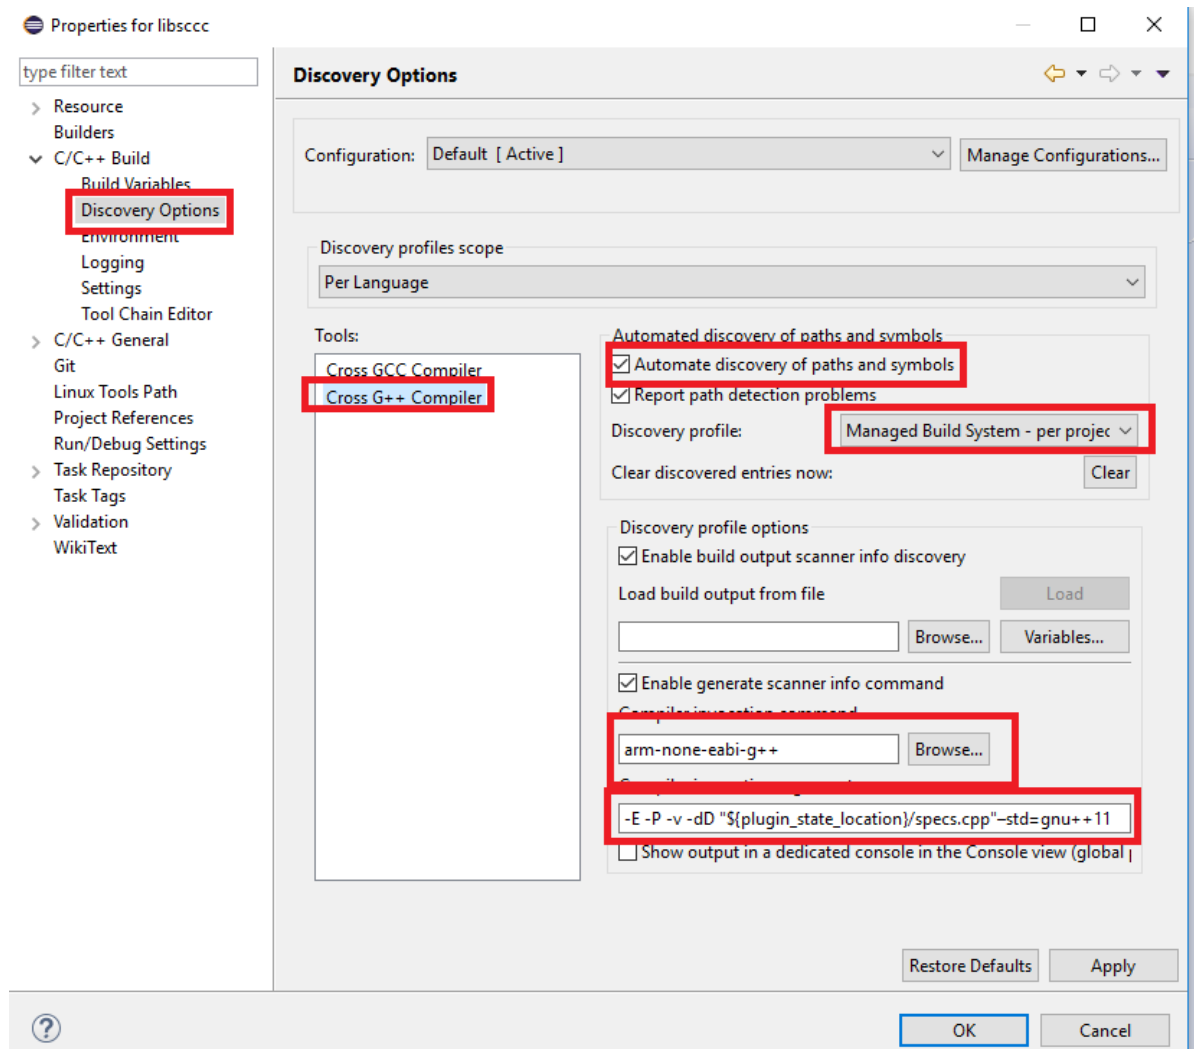 Properties for libsccc
type filter text
Discovery Options
Resource
Builders
C/C++ Build
Build Variables
Discovery Options
Environment
Logging
Settings
Tool Chain Editor
C/C++ General
Git
Linux Tools Path
Project References
Run/Debug Settings
Task Repository
Task Tags
Validation
WikiText
Configuration: Default [ Active ] Manage Configurations...
Discovery profiles scope
Per Language
Tools:
Cross GCC Compiler
Cross G++ Compiler
Automated discovery of paths and symbols
Automate discovery of paths and symbols
Report path detection problems
Discovery profile: Managed Build System - per projec
Clear discovered entries now: Clear
Discovery profile options
Enable build output scanner info discovery
Load build output from file Load
Browse... Variables...
Enable generate scanner info command
Compiler invocation command
arm-none-eabi-g++ Browse...
-E -P -v -dD "${plugin_state_location}/specs.cpp"–std=gnu++11
Show output in a dedicated console in the Console view (global
Restore Defaults Apply
OK Cancel